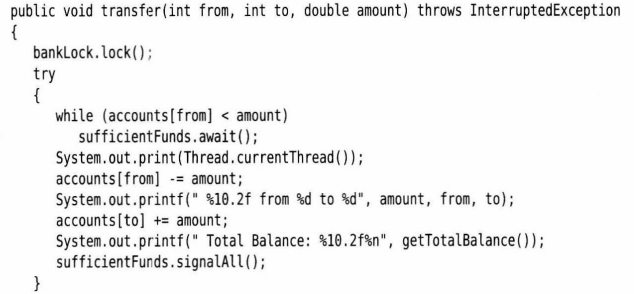 public void transfer(int from, int to, double amount) throws InterruptedException
{
bankLock.lock();
try
{
while (accounts[from] < amount)
sufficientFunds.await();
System.out.print(Thread.currentThread());
accounts[from] -= amount;
System.out.printf(" %10.2f from %d to %d", amount, from, to);
accounts[to] += amount;
System.out.printf(" Total Balance: %10.2f%n", getTotalBalance());
sufficientFunds.signalAll();
}